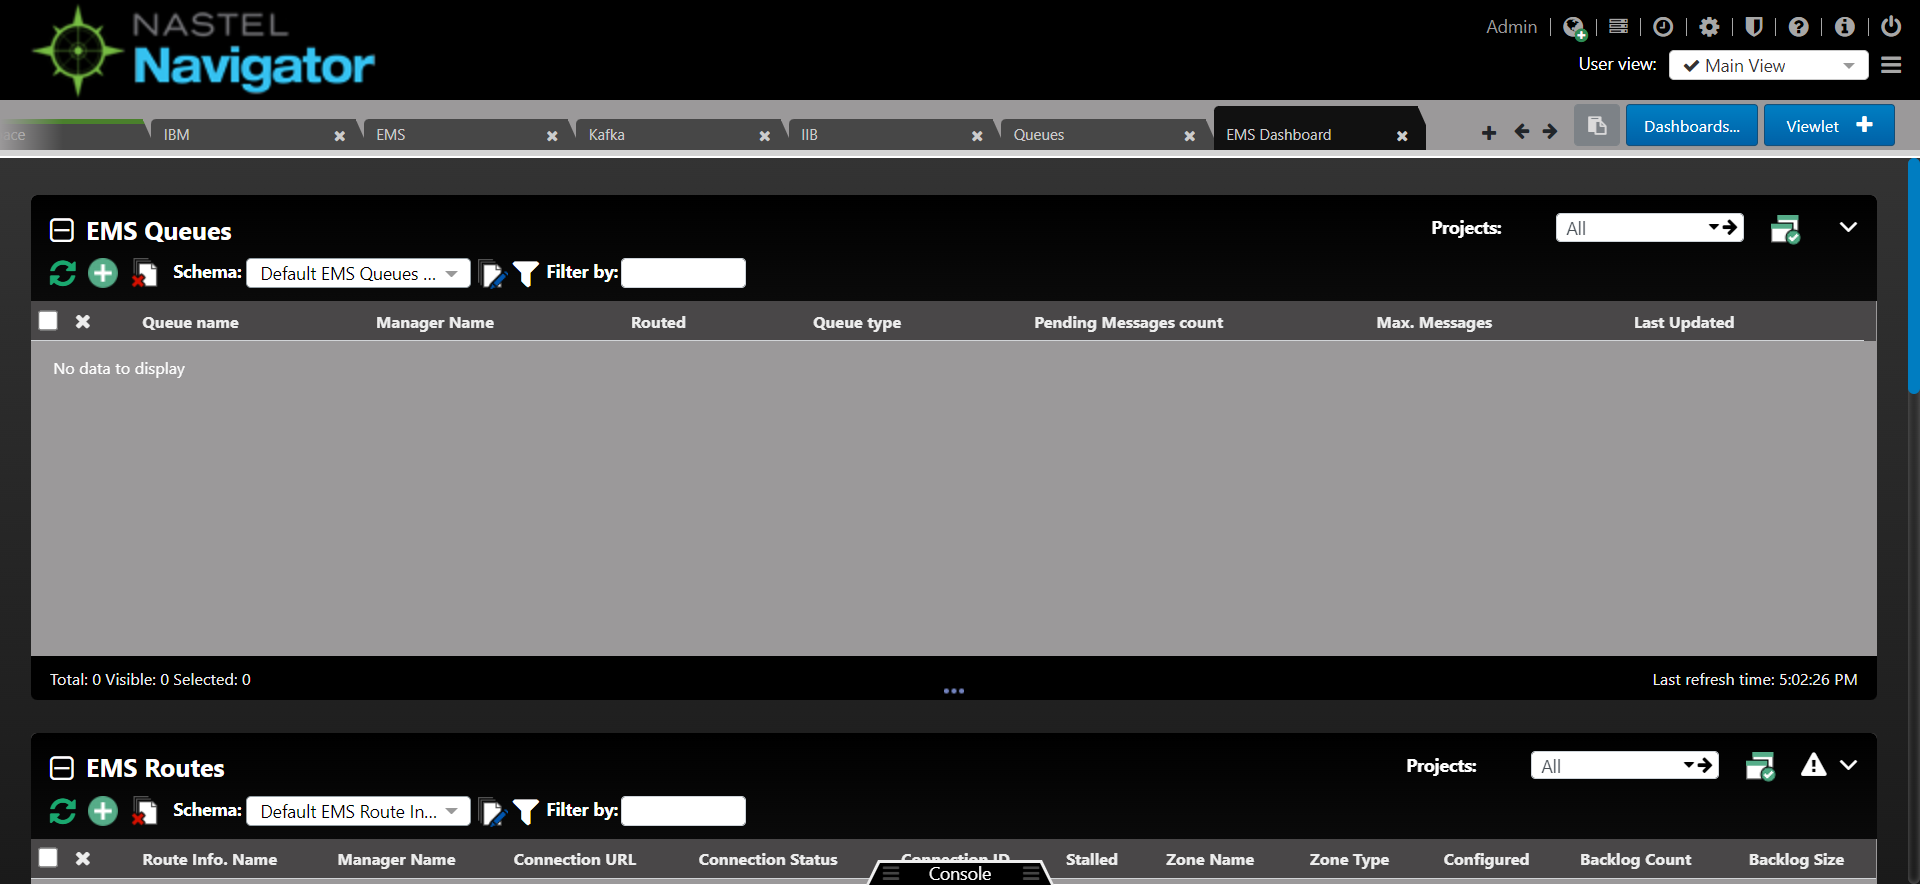 NASTEL
Navigator
Admin
User view:
Main View
ace
IBM
EMS
Kafka
IIB
Queues
EMS Dashboard
Dashboards...
Viewlet
EMS Queues
Projects:
All
Schema:
Default EMS Queues ...
Filter by:
Queue name
Manager Name
Routed
Queue type
Pending Messages count
Max. Messages
Last Updated
No data to display
Total: 0 Visible: 0 Selected: 0
Last refresh time: 5:02:26 PM
EMS Routes
Projects:
All
Schema:
Default EMS Route In...
Filter by:
Route Info. Name
Manager Name
Connection URL
Connection Status
Connection ID
Stalled
Zone Name
Zone Type
Configured
Backlog Count
Backlog Size
Console